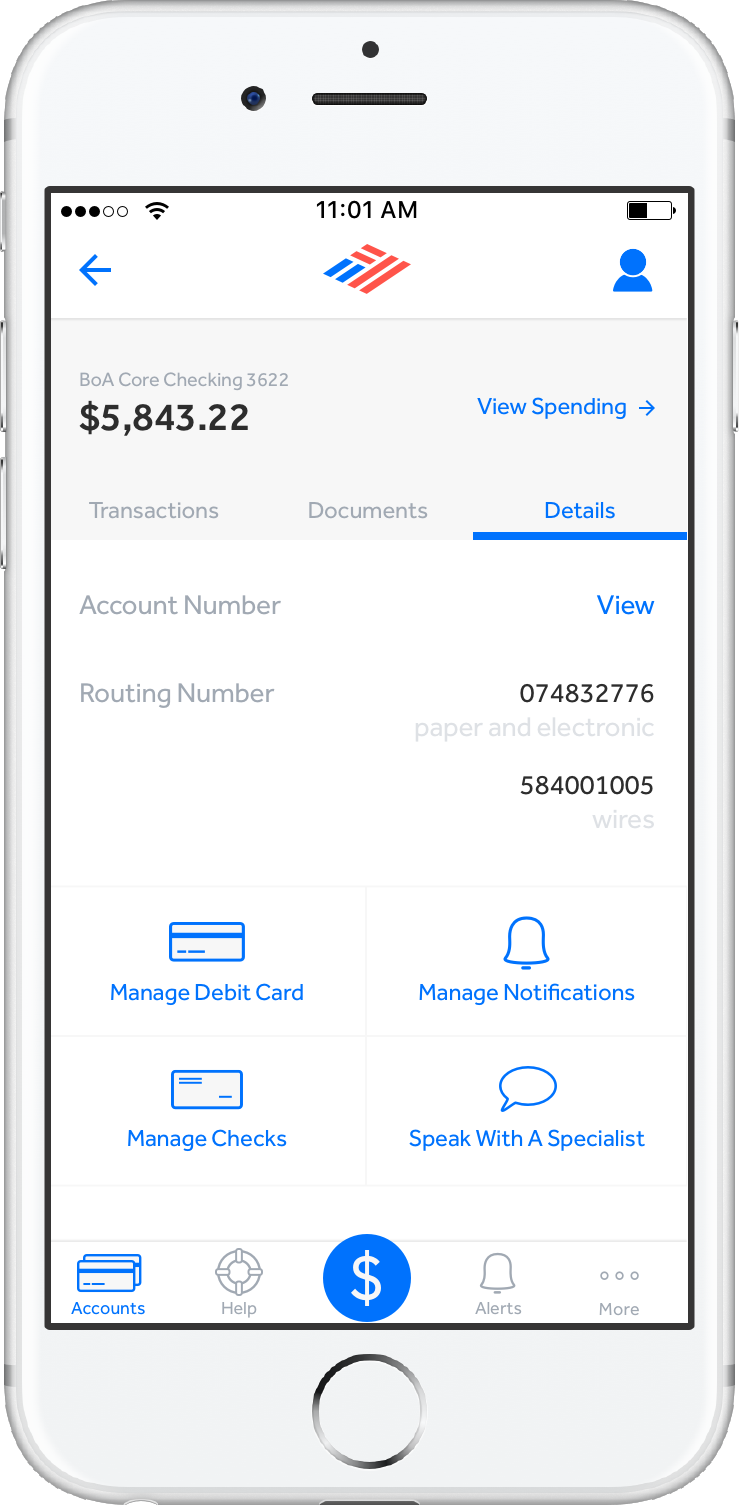 11:01 AM
BoA Core Checking 3622
$5,843.22
View Spending →
Transactions Documents Details
Account Number View
Routing Number 074832776
paper and electronic
584001005
wires
Manage Debit Card Manage Notifications
Manage Checks Speak With A Specialist
$
Accounts Help Alerts More